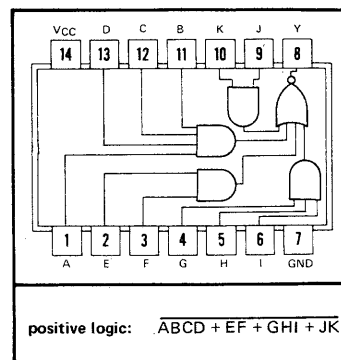 VCC D C B K J Y
14 13 12 11 10 9 8
1 2 3 4 5 6 7
A E F G H I GND
positive logic: ABCD + EF + GHI + JK